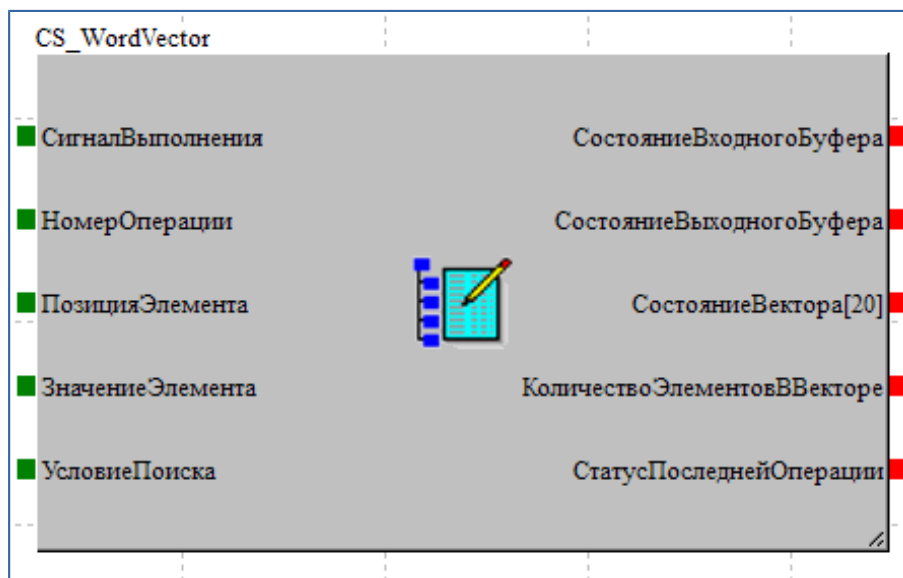 CS_WordVector
СигналВыполнения
СостояниеВходногоБуфера
НомерОперации
СостояниеВыходногоБуфера
ПозицияЭлемента
СостояниеВектора[20]
ЗначениеЭлемента
КоличествоЭлементовВВекторе
УсловиеПоиска
СтатусПоследнейОперации